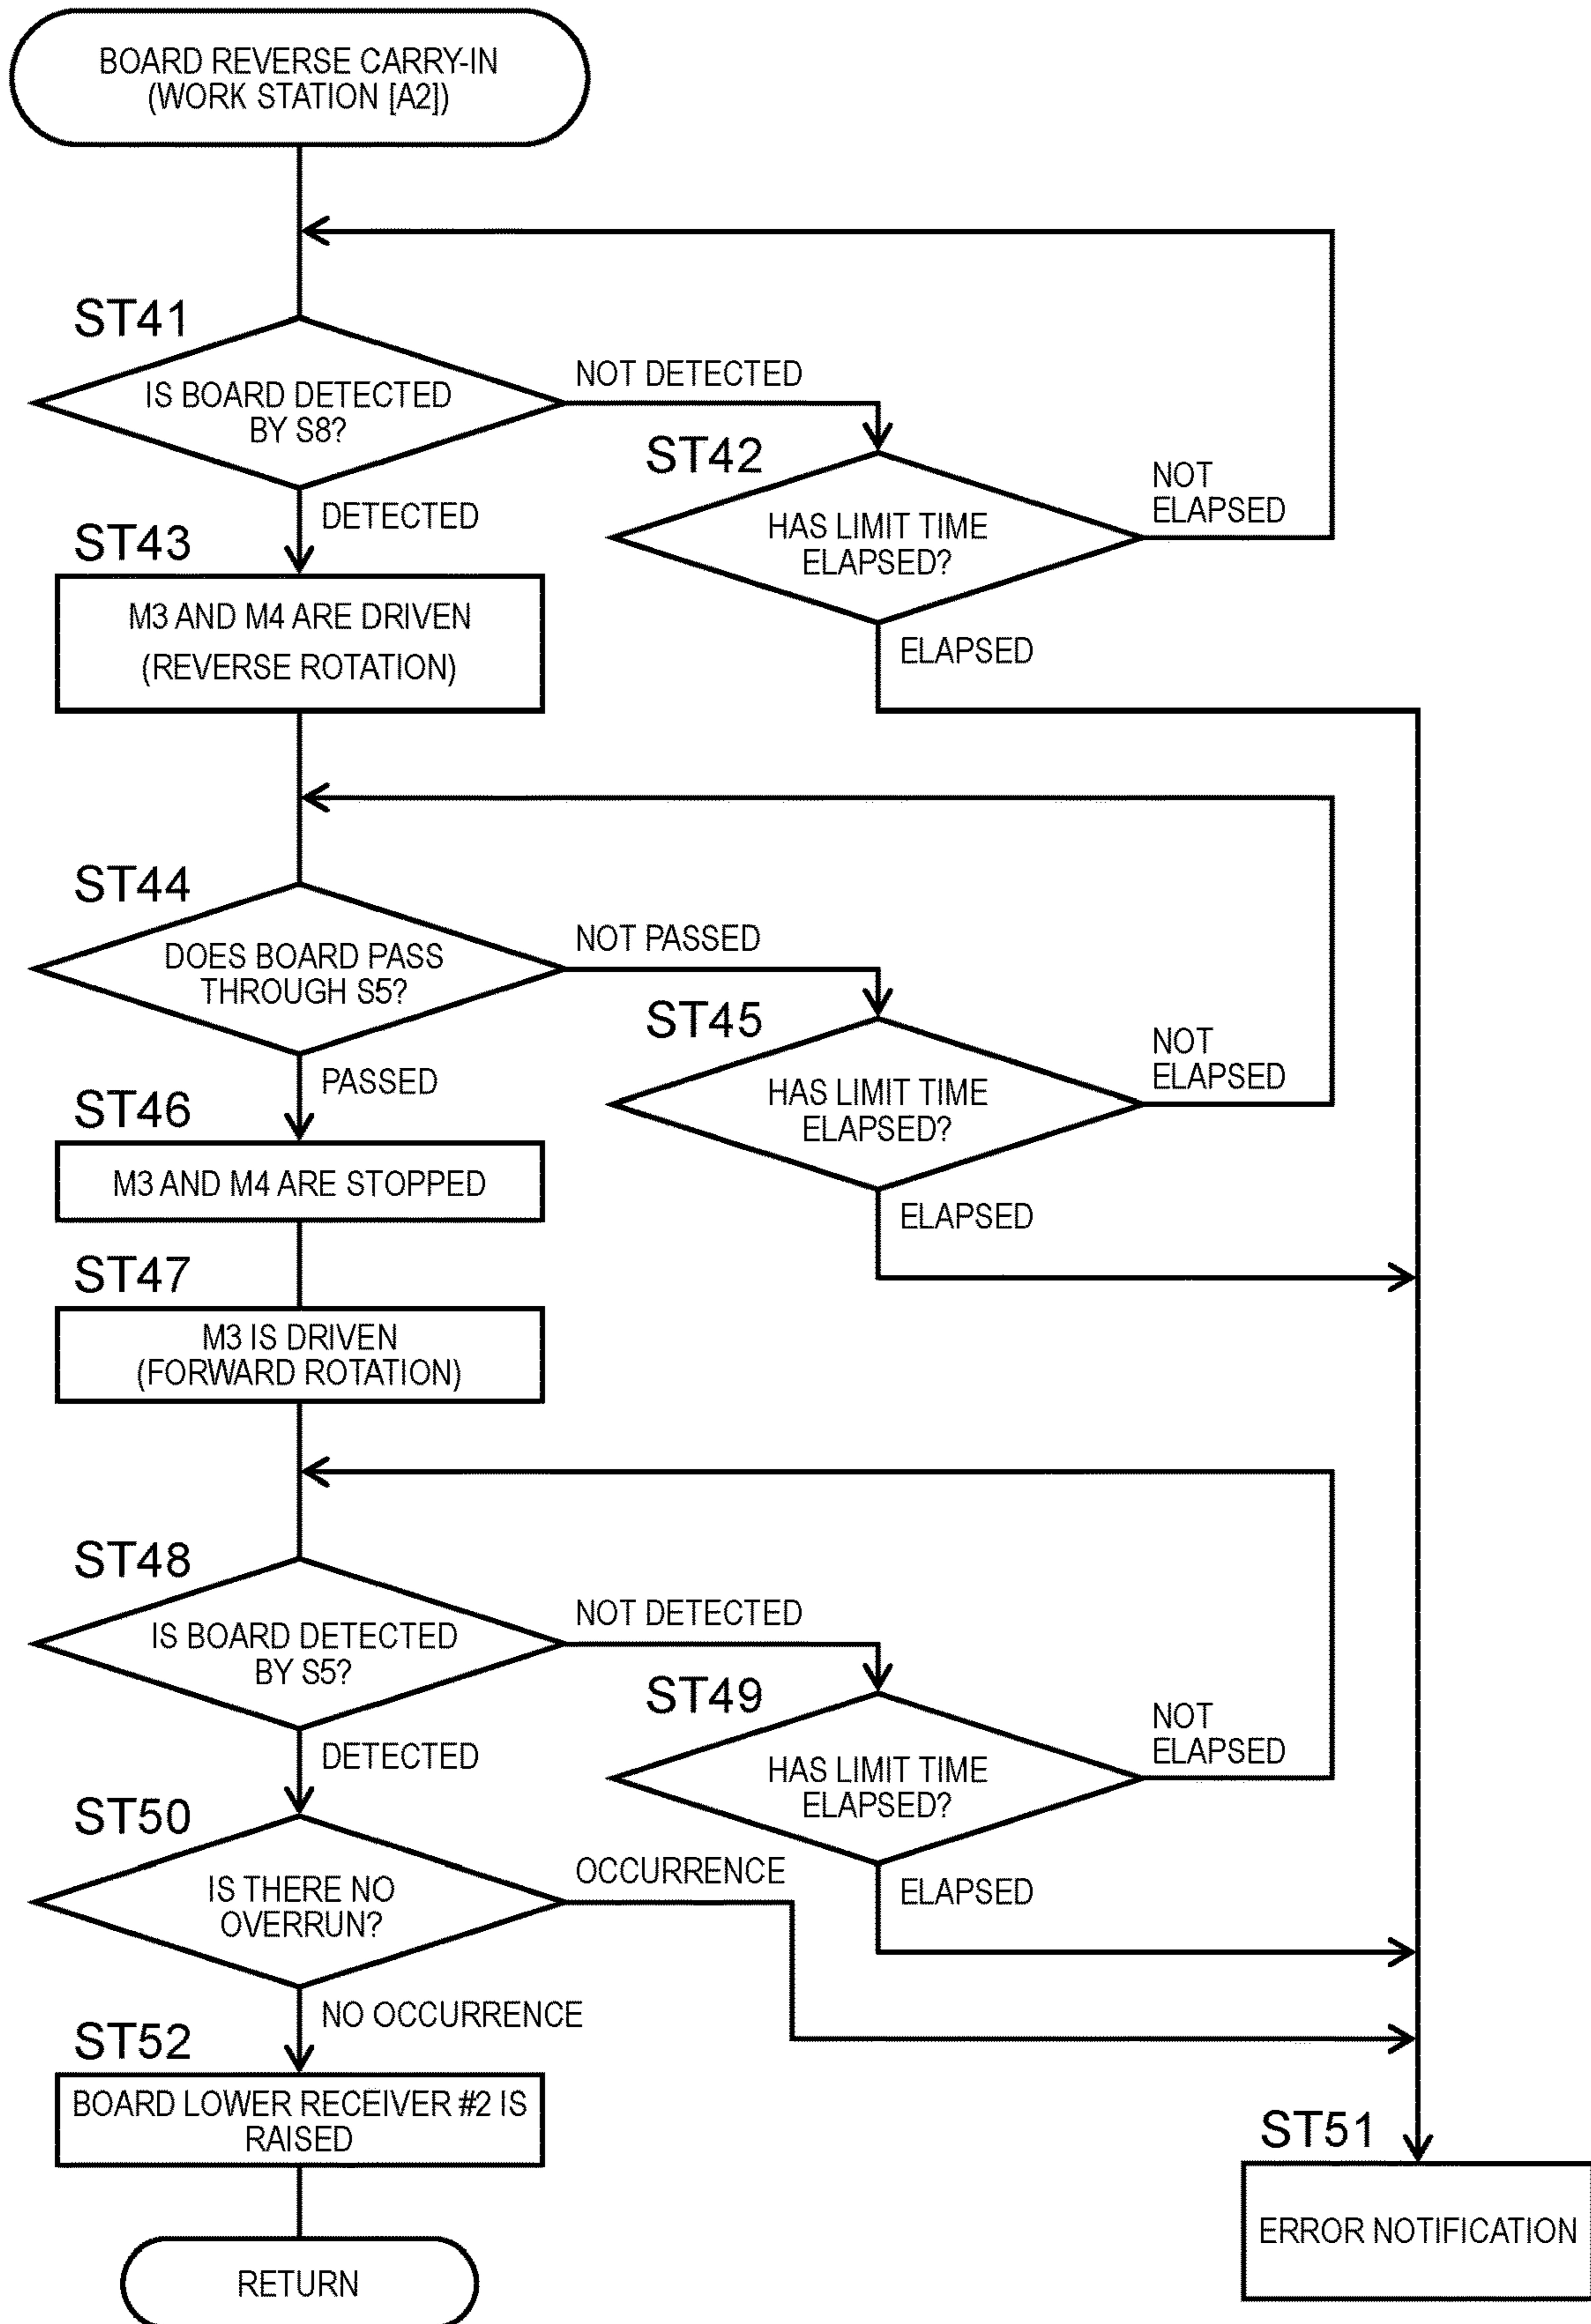 BOARD REVERSE CARRY-IN
(WORK STATION [A2])
ST41
IS BOARD DETECTED
BY S8?
NOT DETECTED
DETECTED
ST42
HAS LIMIT TIME
ELAPSED?
NOT
ELAPSED
ELAPSED
ST43
M3 AND M4 ARE DRIVEN
(REVERSE ROTATION)
ST44
DOES BOARD PASS
THROUGH S5?
NOT PASSED
PASSED
ST45
HAS LIMIT TIME
ELAPSED?
NOT
ELAPSED
ELAPSED
ST46
M3 AND M4 ARE STOPPED
ST47
M3 IS DRIVEN
(FORWARD ROTATION)
ST48
IS BOARD DETECTED
BY S5?
NOT DETECTED
DETECTED
ST49
HAS LIMIT TIME
ELAPSED?
NOT
ELAPSED
ELAPSED
ST50
IS THERE NO
OVERRUN?
OCCURRENCE
NO OCCURRENCE
ST52
BOARD LOWER RECEIVER #2 IS
RAISED
ST51
ERROR NOTIFICATION
RETURN